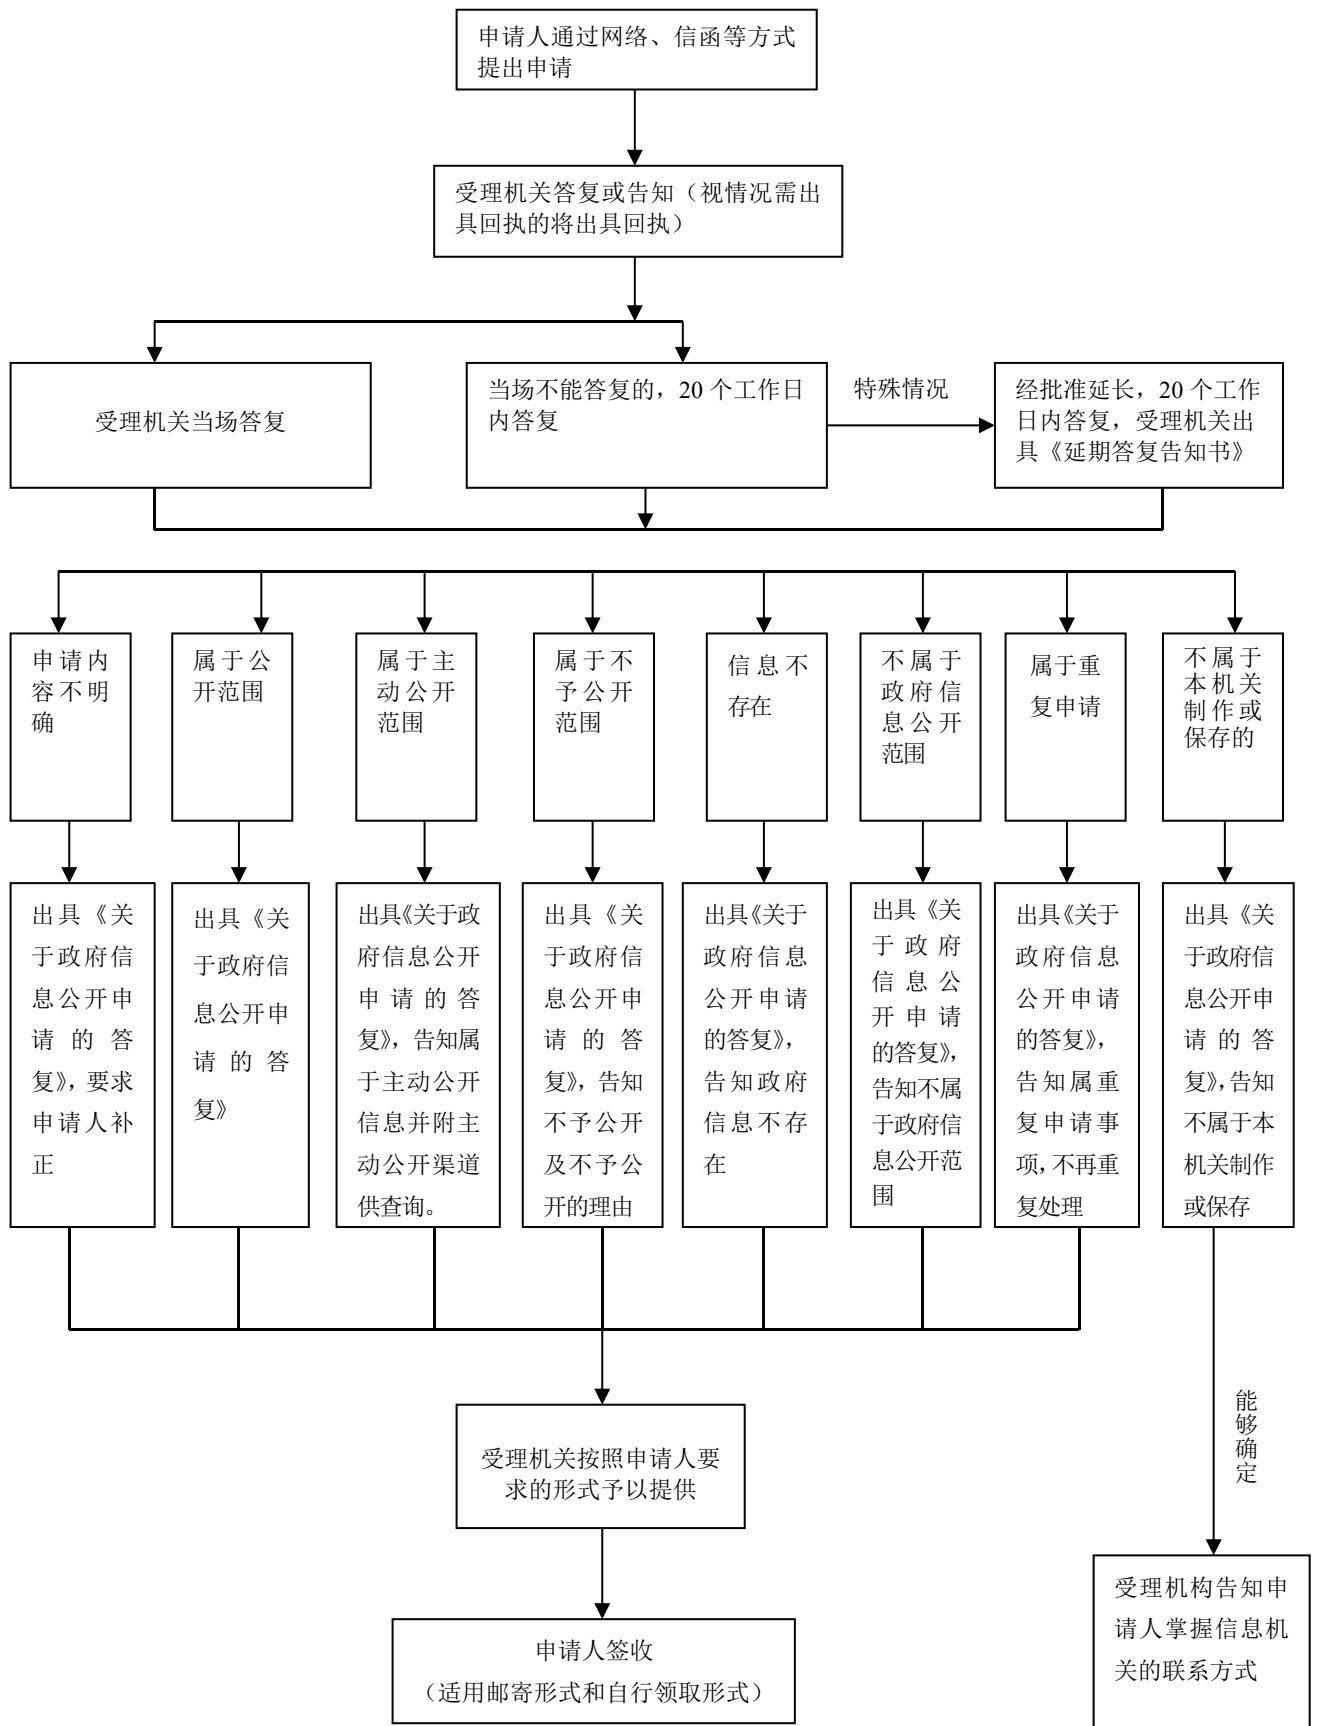 申请人通过网络、信函等方式
提出申请
受理机关答复或告知（视情况需出
具回执的将出具回执）
受理机关当场答复
当场不能答复的，20 个工作日
内答复
特殊情况
经批准延长，20 个工作
日内答复，受理机关出
具《延期答复告知书》
申请内
容不明
确
属于公
开范围
属于主
动公开
范围
属于不
予公开
范围
信息不
存在
不属于
政府信
息公开
范围
属于重
复申请
不属于
本机关
制作或
保存的
出具《关
于政府信
息公开申
请的答
复》，要求
申请人补
正
出具《关
于政府信
息公开申
请的答
复》
出具《关于政
府信息公开
申请的答
复》，告知属
于主动公开
信息并附主
动公开渠道
供查询。
出具《关
于政府信
息公开申
请的答
复》，告知
不予公开
及不予公
开的理由
出具《关于
政府信息
公开申请
的答复》，
告知政府
信息不存
在
出具《关
于政府
信息公
开申请
的答复》，
告知不属
于政府信
息公开范
围
出具《关于
政府信息
公开申请
的答复》，
告知属重
复申请事
项，不再重
复处理
出具《关
于政府信
息公开申
请的答
复》，告知
不属于本
机关制作
或保存
受理机关按照申请人要
求的形式予以提供
能够确定
申请人签收
（适用邮寄形式和自行领取形式）
受理机构告知申
请人掌握信息机
关的联系方式